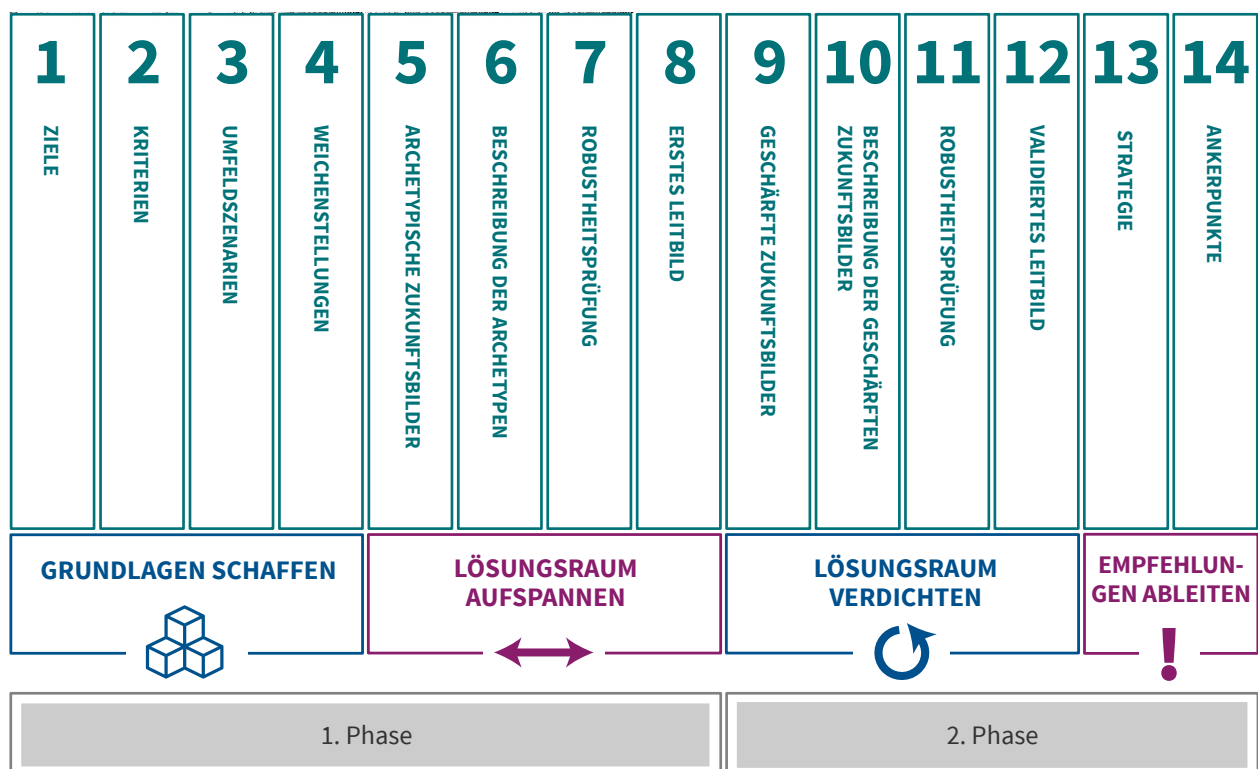 1
ZIELE
2
KRITERIEN
3
UMFELDSZENARIEN
4
WEICHENSTELLUNGEN
5
ARCHETYPISCHE ZUKUNFTSBILDER
6
BESCHREIBUNG DER ARCHETYPEN
7
ROBUSTHEITSPRÜFUNG
8
ERSTES LEITBILD
9
GESCHÄRFTE ZUKUNFTSBILDER
10
BESCHREIBUNG DER GESCHÄRFTEN
ZUKUNFTSBILDER
11
ROBUSTHEITSPRÜFUNG
12
VALIDIERTES LEITBILD
13
STRATEGIE
14
ANKERPUNKTE
GRUNDLAGEN SCHAFFEN
LÖSUNGSRAUM
AUFSPANNEN
LÖSUNGSRAUM
VERDICHTEN
EMPFEHLUN-
GEN ABLEITEN
!
1. Phase
2. Phase